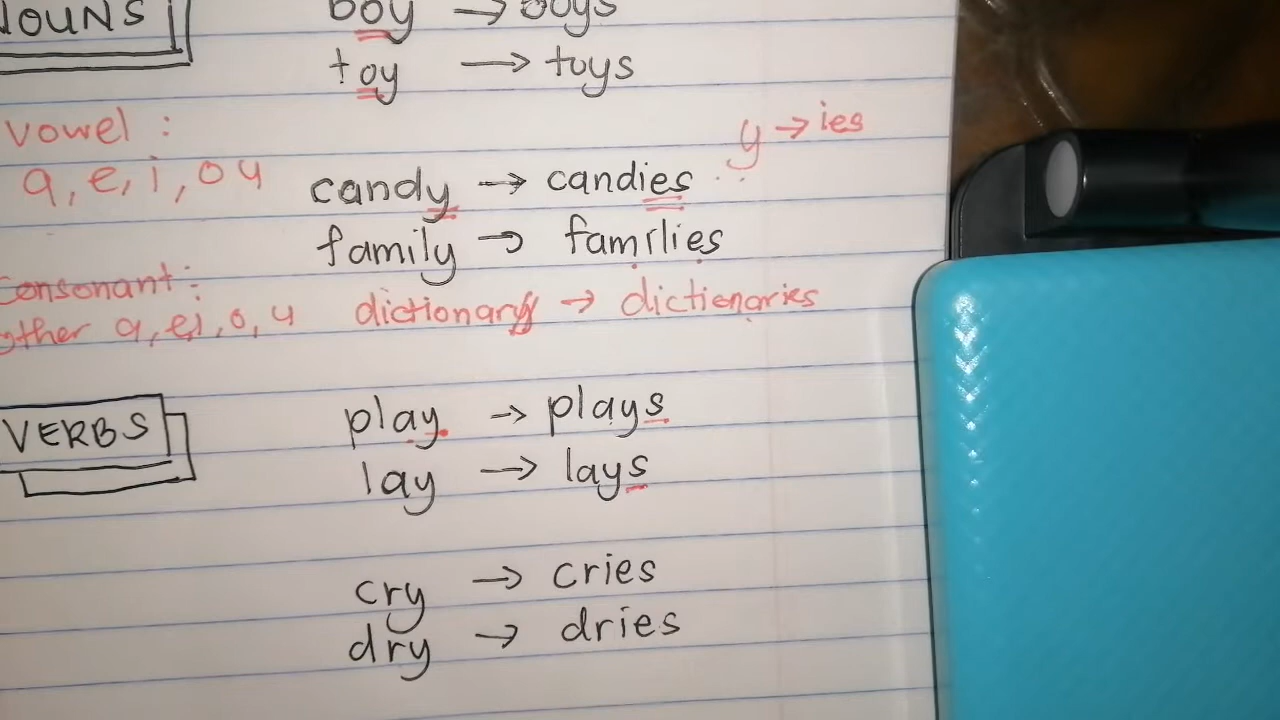 NOUNS
boy → boys
toy → toys
vowel :
a, e, i, o u
y → ies
candy → candies
family → families
Consonant :
other a, e, i, o, u
dictionary → dictionaries
VERBS
play → plays
lay → lays
cry → cries
dry → dries